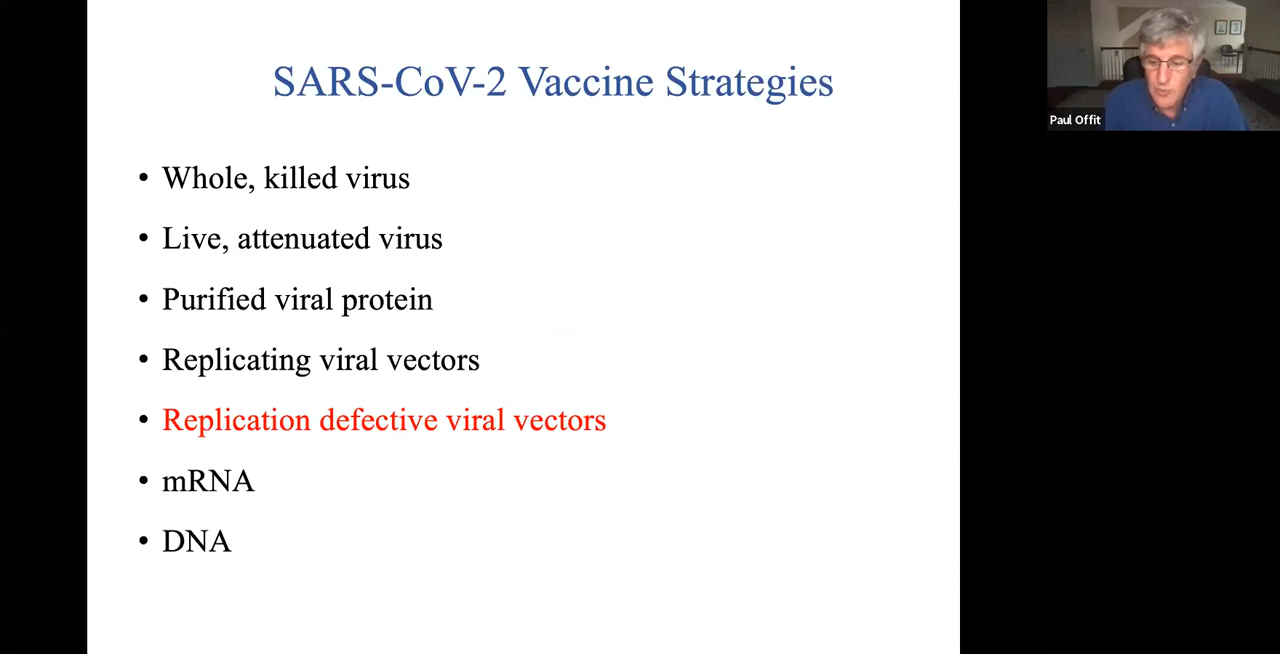 SARS-CoV-2 Vaccine Strategies
• Whole, killed virus
• Live, attenuated virus
• Purified viral protein
• Replicating viral vectors
• Replication defective viral vectors
• mRNA
• DNA
Paul Offit